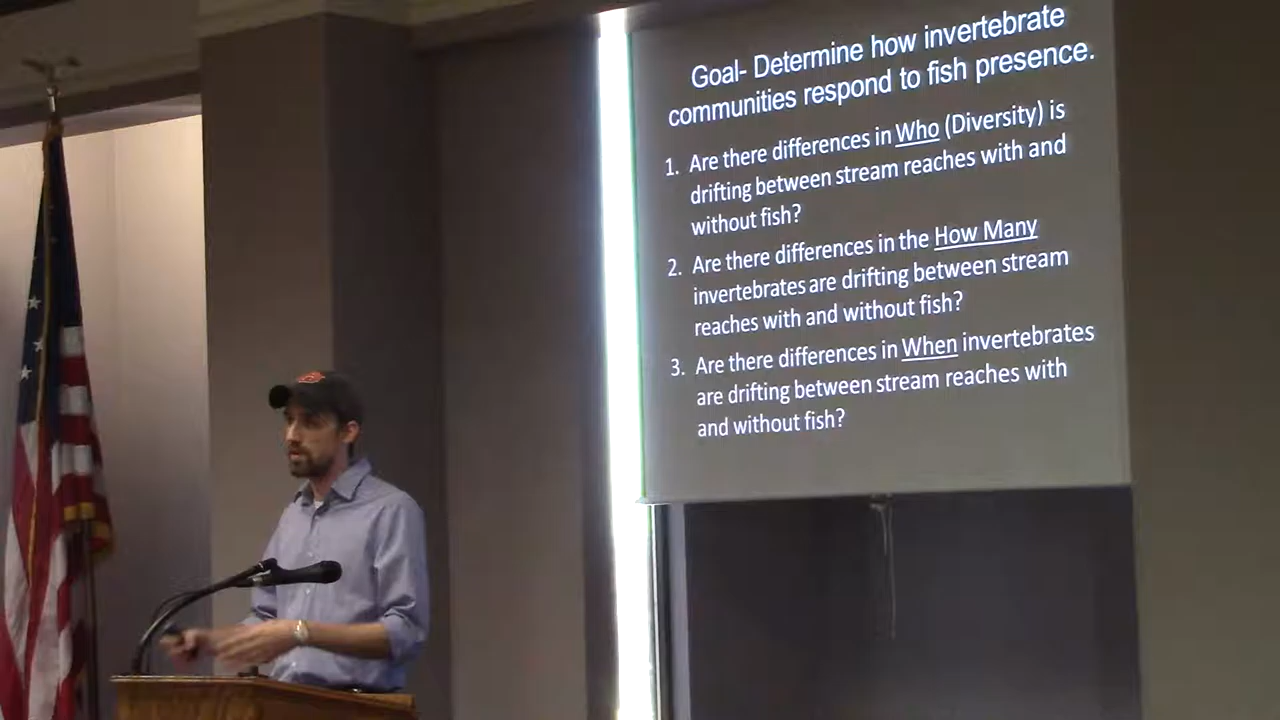 Goal- Determine how invertebrate
communities respond to fish presence.
1. Are there differences in Who (Diversity) is
drifting between stream reaches with and
without fish?
2. Are there differences in the How Many
invertebrates are drifting between stream
reaches with and without fish?
3. Are there differences in When invertebrates
are drifting between stream reaches with
and without fish?